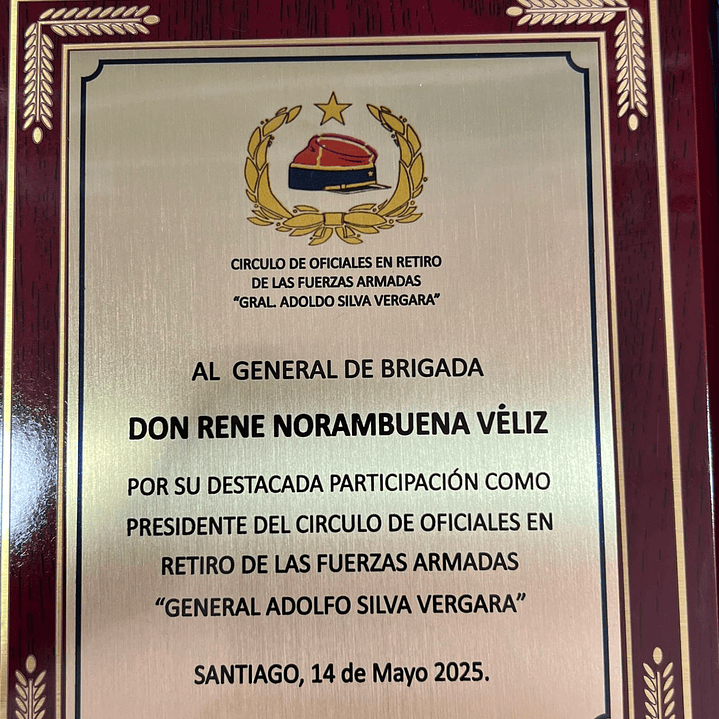 CIRCULO DE OFICIALES EN RETIRO
DE LAS FUERZAS ARMADAS
“GRAL. ADOLDO SILVA VERGARA”
AL GENERAL DE BRIGADA
DON RENE NORAMBUENA VÉLIZ
POR SU DESTACADA PARTICIPACIÓN COMO
PRESIDENTE DEL CIRCULO DE OFICIALES EN
RETIRO DE LAS FUERZAS ARMADAS
“GENERAL ADOLFO SILVA VERGARA”
SANTIAGO, 14 de Mayo 2025.